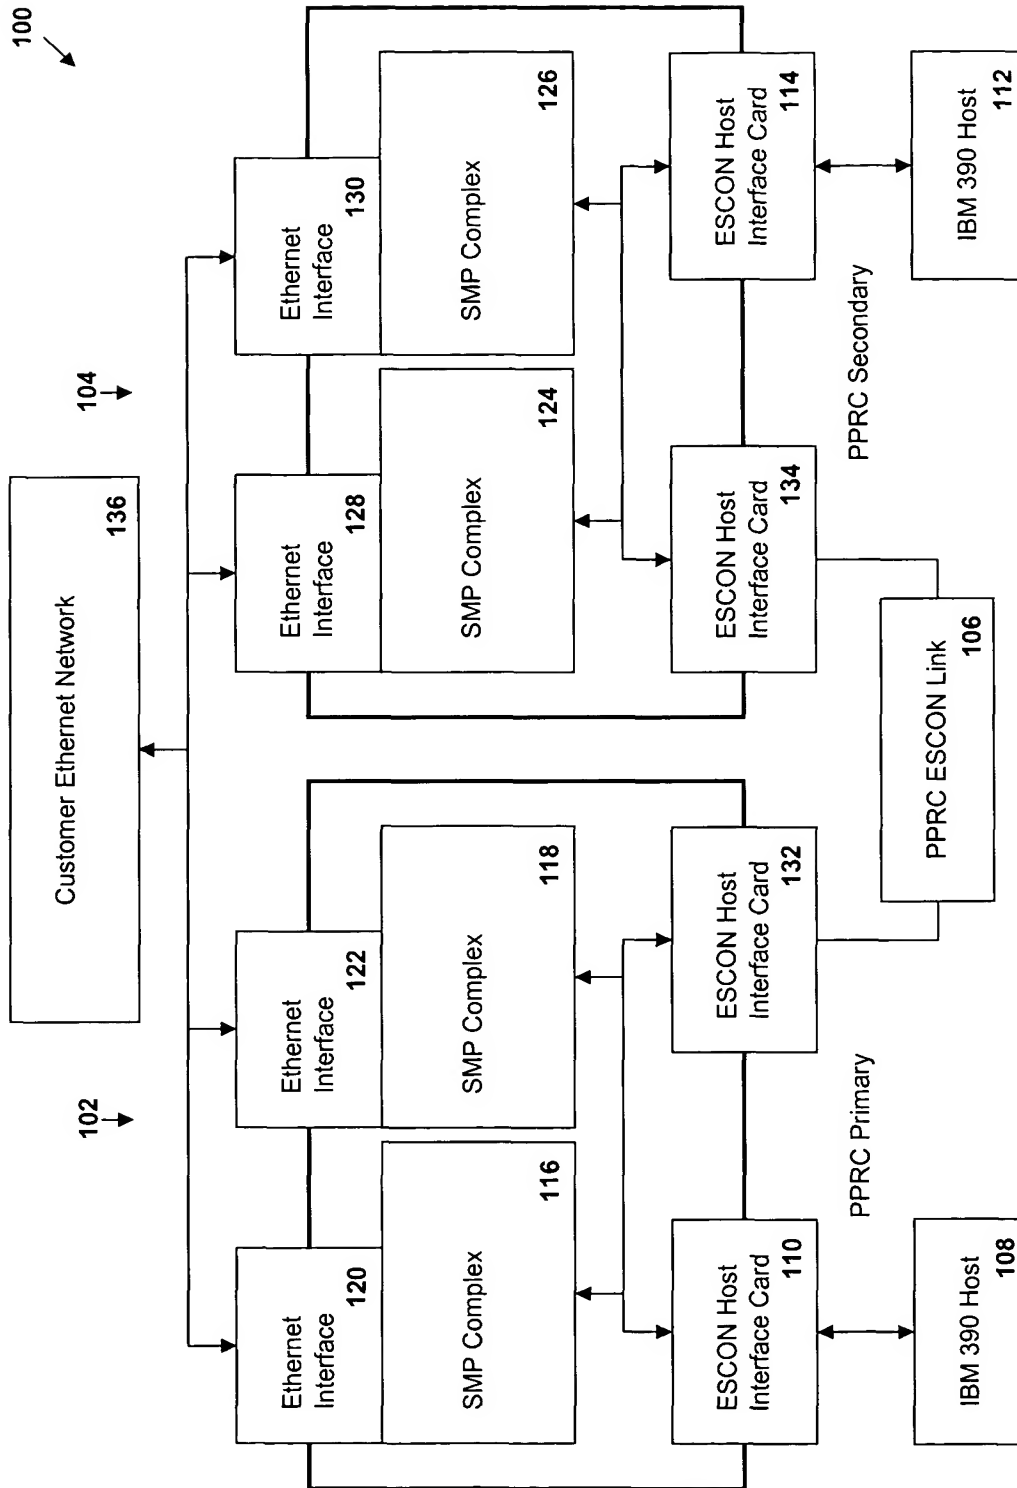 100
Customer Ethernet Network
136
102
104
Ethernet
Interface
120
Ethernet
Interface
122
Ethernet
Interface
128
Ethernet
Interface
130
SMP Complex
116
SMP Complex
118
SMP Complex
124
SMP Complex
126
ESCON Host
Interface Card
110
ESCON Host
Interface Card
132
ESCON Host
Interface Card
134
ESCON Host
Interface Card
114
PPRC Primary
PPRC Secondary
IBM 390 Host
108
PPRC ESCON Link
106
IBM 390 Host
112